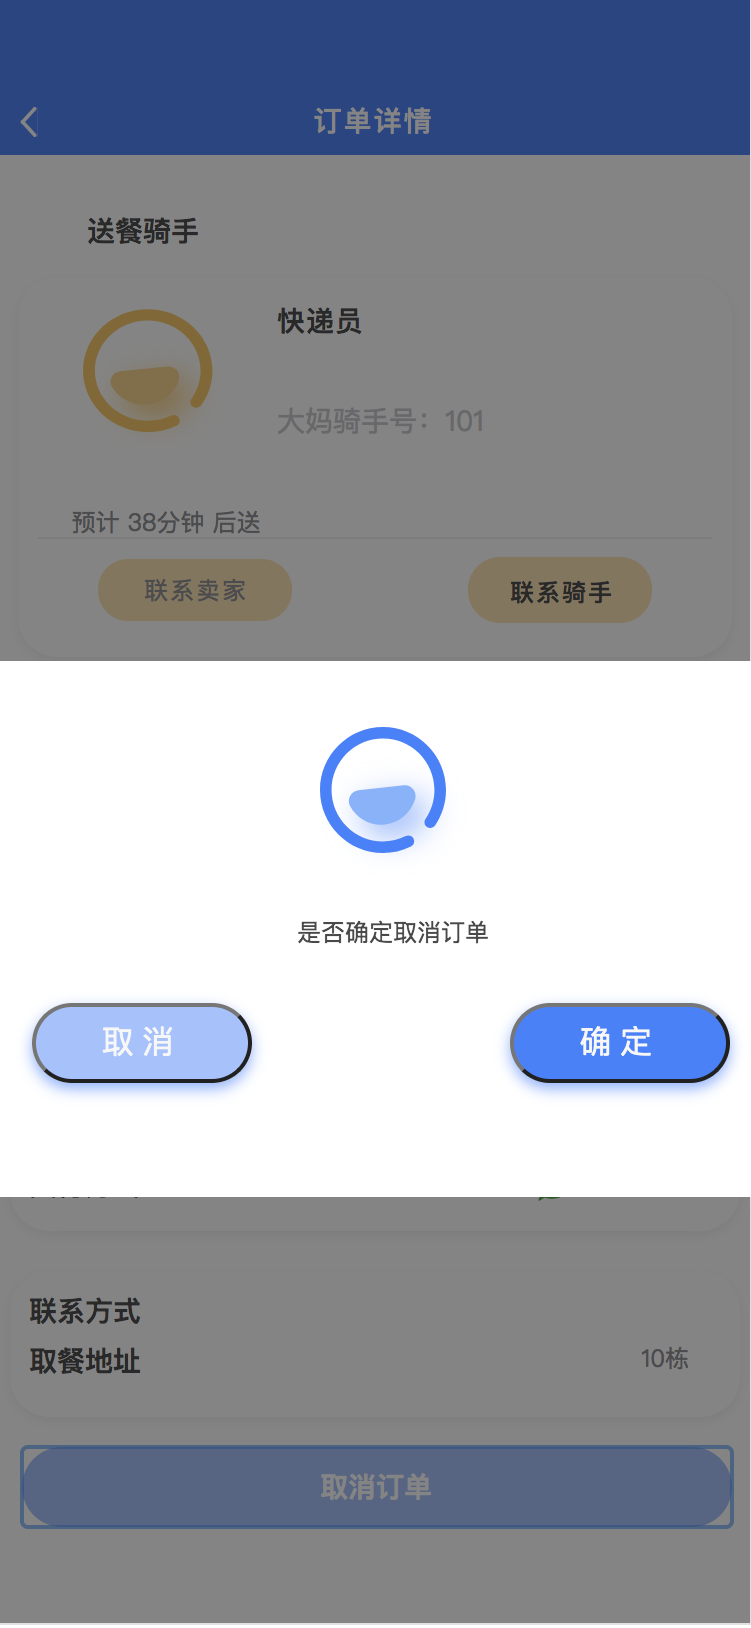 订单详情
送餐骑手
快递员
大妈骑手号：101
预计 38分钟 后送
联系卖家
联系骑手
是否确定取消订单
取 消
确 定
联系方式
取餐地址
10栋
取消订单